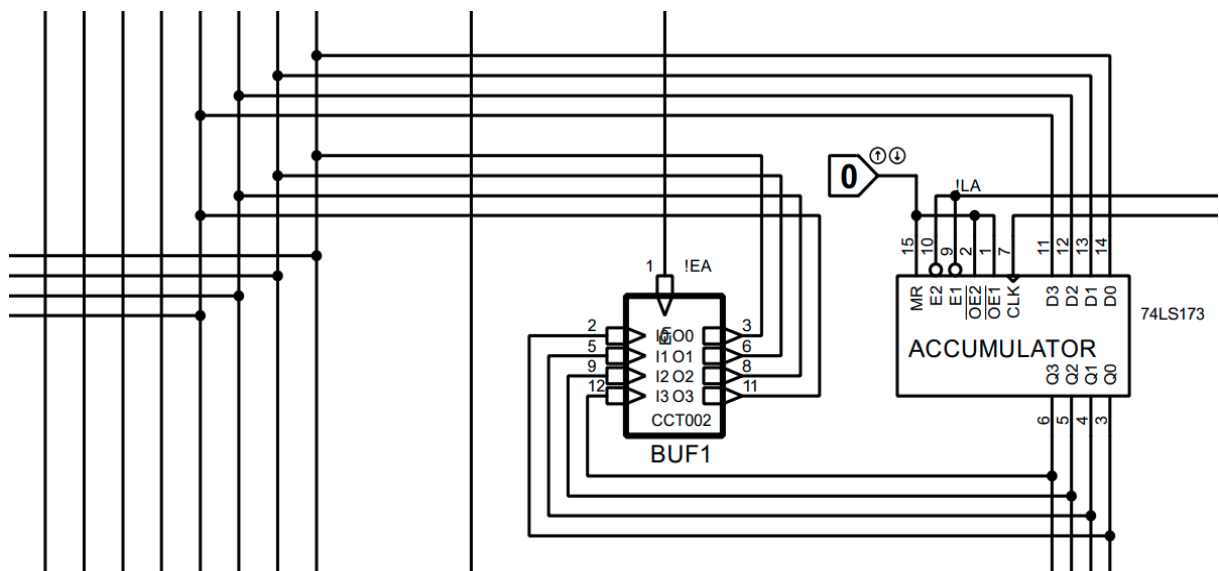 0
!LA
15
10
9
2
1
7
11
12
13
14
MR
E2
E1
OE2
OE1
CLK
D3
D2
D1
D0
74LS173
ACCUMULATOR
Q3
Q2
Q1
Q0
6
5
4
3
1
!EA
2
I0
EN
O0
3
5
I1
O1
6
9
I2
O2
8
12
I3
O3
11
CCT002
BUF1